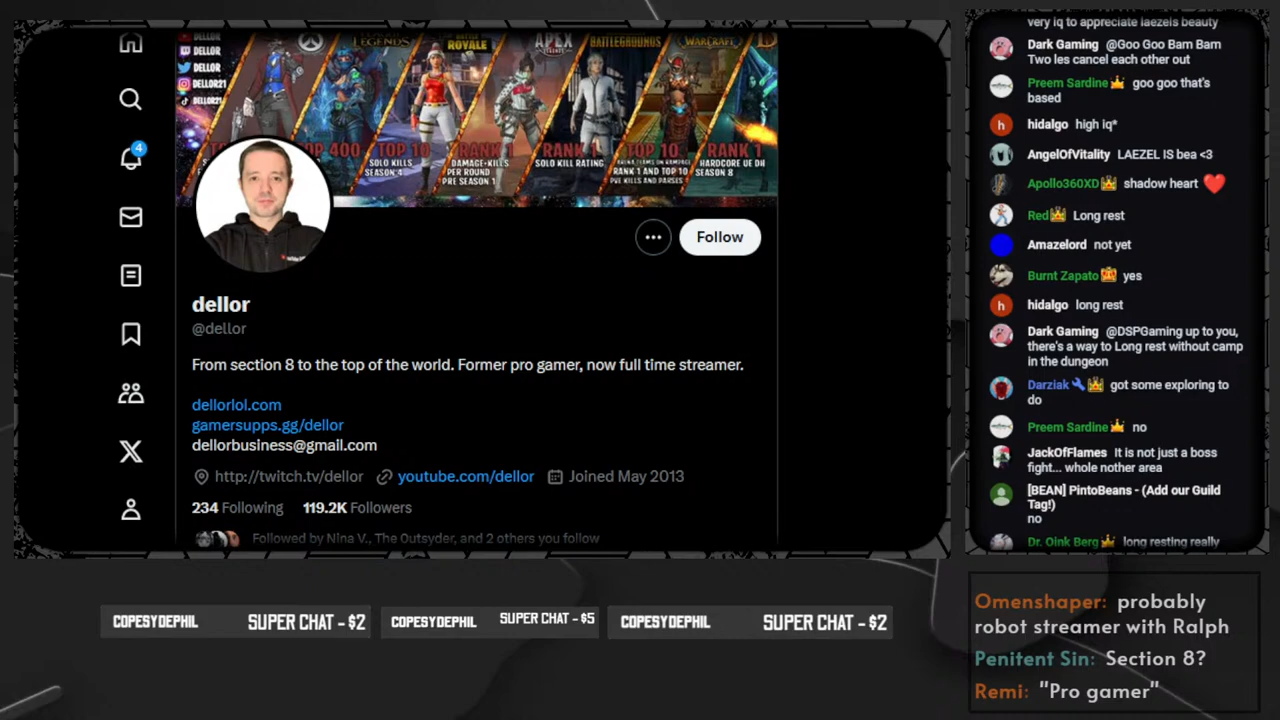 DELLOR
DELLOR
DELLOR
DELLOR21
DELLOR21
LEGENDS
BATTLE
ROYALE
APEX
LEGENDS
BATTLEGROUNDS
WARCRAFT
TOP 400
TOP 10
SOLO KILLS
SEASON 4
RANK 1
DAMAGE+KILLS
PER ROUND
PRE SEASON 1
RANK 1
SOLO KILL RATING
TOP 10
RANK 1 AND TOP 10
PVE KILLS AND PARSES
RANK 1
HARDCORE UE DH
SEASON 8
4
Follow
dellor
@dellor
From section 8 to the top of the world. Former pro gamer, now full time streamer.
dellorlol.com
gamersupps.gg/dellor
dellorbusiness@gmail.com
http://twitch.tv/dellor youtube.com/dellor Joined May 2013
234 Following 119.2K Followers
Followed by Nina V., The Outsyder, and 2 others you follow
very iq to appreciate laezels beauty
Dark Gaming @Goo Goo Bam Bam
Two les cancel each other out
Preem Sardine goo goo that's
based
h hidalgo high iq*
AngelOfVitality LAEZEL IS bea <3
Apollo360XD shadow heart ❤️
Red Long rest
Amazelord not yet
Burnt Zapato yes
h hidalgo long rest
Dark Gaming @DSPGaming up to you,
there's a way to Long rest without camp
in the dungeon
Darziak got some exploring to
do
Preem Sardine no
JackOfFlames It is not just a boss
fight... whole nother area
[BEAN] PintoBeans - (Add our Guild
Tag!)
no
Dr. Oink Berg long resting really
COPESYDEPHIL SUPER CHAT - $2
COPESYDEPHIL SUPER CHAT - $5
COPESYDEPHIL SUPER CHAT - $2
Omenshaper: probably
robot streamer with Ralph
Penitent Sin: Section 8?
Remi: "Pro gamer"